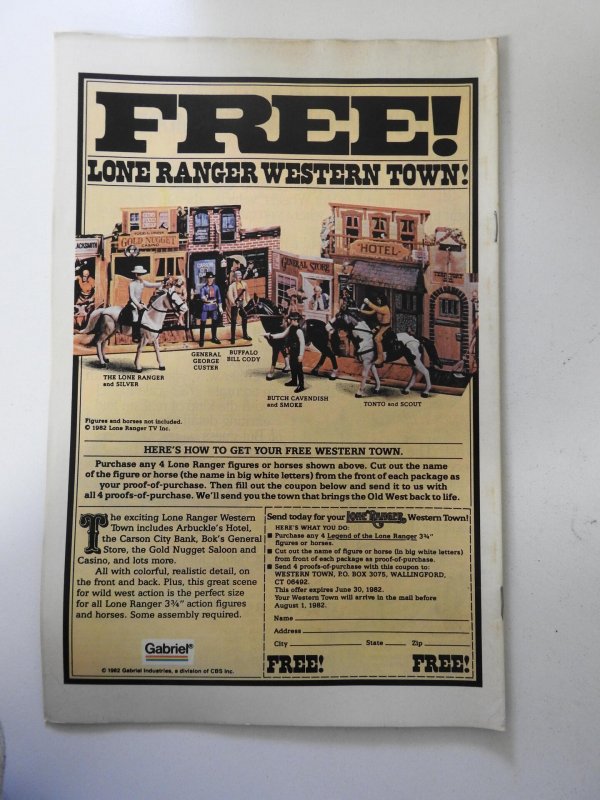 FREE!
LONE RANGER WESTERN TOWN!
BLACKSMITH
GOLD NUGGET
CASINO
GENERAL STORE
HOTEL
THE LONE RANGER
and SILVER
GENERAL
GEORGE
CUSTER
BUFFALO
BILL CODY
BUTCH CAVENDISH
and SMOKE
TONTO and SCOUT
Figures and horses not included.
© 1982 Lone Ranger TV Inc.
HERE'S HOW TO GET YOUR FREE WESTERN TOWN.
Purchase any 4 Lone Ranger figures or horses shown above. Cut out the name
of the figure or horse (the name in big white letters) from the front of each package as
your proof-of-purchase. Then fill out the coupon below and send it to us with
all 4 proofs-of-purchase. We'll send you the town that brings the Old West back to life.
The exciting Lone Ranger Western
Town includes Arbuckle's Hotel,
the Carson City Bank, Bok's General
Store, the Gold Nugget Saloon and
Casino, and lots more.
All with colorful, realistic detail, on
the front and back. Plus, this great scene
for wild west action is the perfect size
for all Lone Ranger 3¾" action figures
and horses. Some assembly required.
Gabriel®
© 1982 Gabriel Industries, a division of CBS Inc.
Send today for your Lone Ranger Western Town!
HERE'S WHAT YOU DO:
■ Purchase any 4 Legend of the Lone Ranger 3¾"
figures or horses.
■ Cut out name of figure or horse (in big white letters)
from front of each package as proof-of-purchase.
■ Send 4 proofs-of-purchase with this coupon to:
WESTERN TOWN, P.O. BOX 3075, WALLINGFORD,
CT 06492.
This offer expires June 30, 1982.
Your Western Town will arrive in the mail before
August 1, 1982.
Name
Address
City State Zip
FREE! FREE!